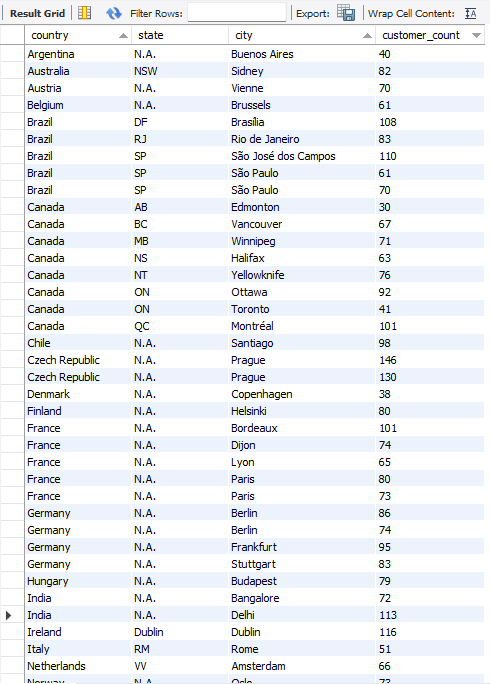 Result Grid Filter Rows: Export: Wrap Cell Content: IA
country state city customer_count
Argentina N.A. Buenos Aires 40
Australia NSW Sidney 82
Austria N.A. Vienne 70
Belgium N.A. Brussels 61
Brazil DF Brasília 108
Brazil RJ Rio de Janeiro 83
Brazil SP São José dos Campos 110
Brazil SP São Paulo 61
Brazil SP São Paulo 70
Canada AB Edmonton 30
Canada BC Vancouver 67
Canada MB Winnipeg 71
Canada NS Halifax 63
Canada NT Yellowknife 76
Canada ON Ottawa 92
Canada ON Toronto 41
Canada QC Montréal 101
Chile N.A. Santiago 98
Czech Republic N.A. Prague 146
Czech Republic N.A. Prague 130
Denmark N.A. Copenhagen 38
Finland N.A. Helsinki 80
France N.A. Bordeaux 101
France N.A. Dijon 74
France N.A. Lyon 65
France N.A. Paris 80
France N.A. Paris 73
Germany N.A. Berlin 86
Germany N.A. Berlin 74
Germany N.A. Frankfurt 95
Germany N.A. Stuttgart 83
Hungary N.A. Budapest 79
India N.A. Bangalore 72
India N.A. Delhi 113
Ireland Dublin Dublin 116
Italy RM Rome 51
Netherlands VV Amsterdam 66
Norway N.A. Oslo 73